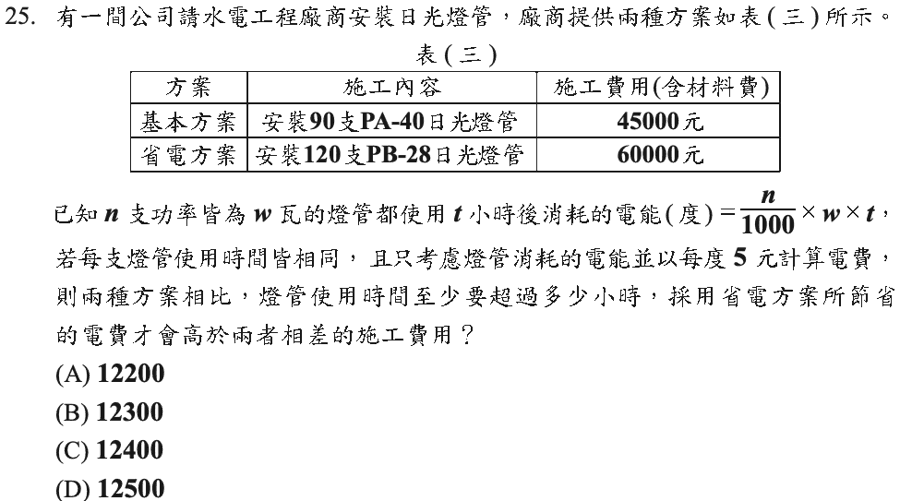 25. 有一間公司請水電工程廠商安裝日光燈管，廠商提供兩種方案如表(三)所示。
表(三)
方案 施工內容 施工費用(含材料費)
基本方案 安裝90支PA-40日光燈管 45000元
省電方案 安裝120支PB-28日光燈管 60000元
已知 n 支功率皆為 w 瓦的燈管都使用 t 小時後消耗的電能(度)=n/1000×w×t，
若每支燈管使用時間皆相同，且只考慮燈管消耗的電能並以每度 5 元計算電費，
則兩種方案相比，燈管使用時間至少要超過多少小時，採用省電方案所節省
的電費才會高於兩者相差的施工費用？
(A) 12200
(B) 12300
(C) 12400
(D) 12500